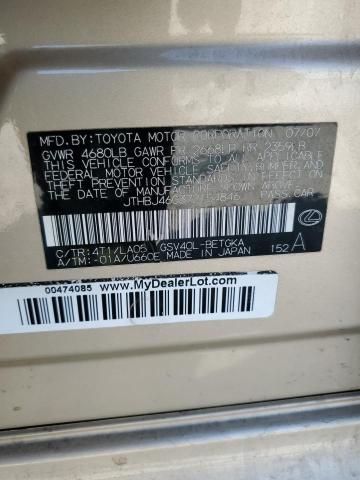 MFD. BY: TOYOTA MOTOR CORPORATION 07/07
GVWR 4680LB GAWR FR 2668LB RR 2359LB
THIS VEHICLE CONFORMS TO ALL APPLICABLE
FEDERAL MOTOR VEHICLE SAFETY, BUMPER, AND
THEFT PREVENTION STANDARDS IN EFFECT ON
THE DATE OF MANUFACTURE SHOWN ABOVE.
PASS. CAR
C/TR: 4T1/LA05 GSV40L-BETGKA
A/TM: -01A/U660E MADE IN JAPAN 152 A
00474085 www.MyDealerLot.com